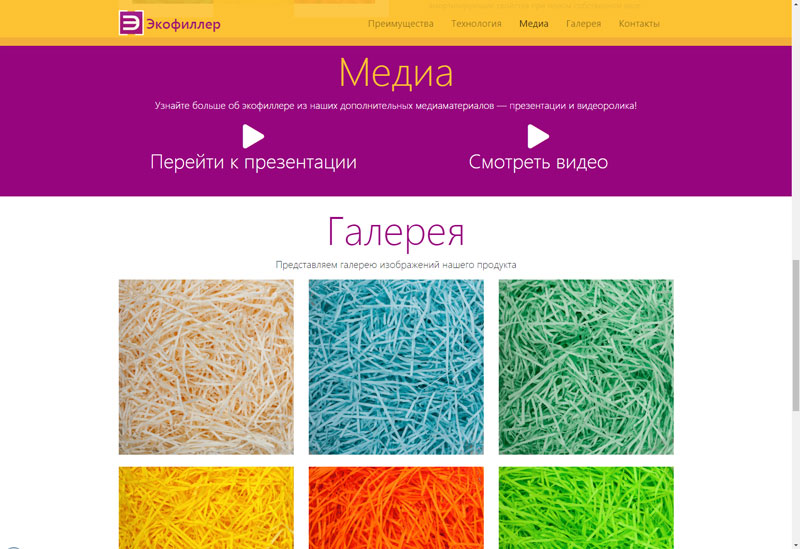 Экофиллер
Преимущества Технология Медиа Галерея Контакты
Медиа
Узнайте больше об экофиллере из наших дополнительных медиаматериалов — презентации и видеоролика!
Перейти к презентации
Смотреть видео
Галерея
Представляем галерею изображений нашего продукта